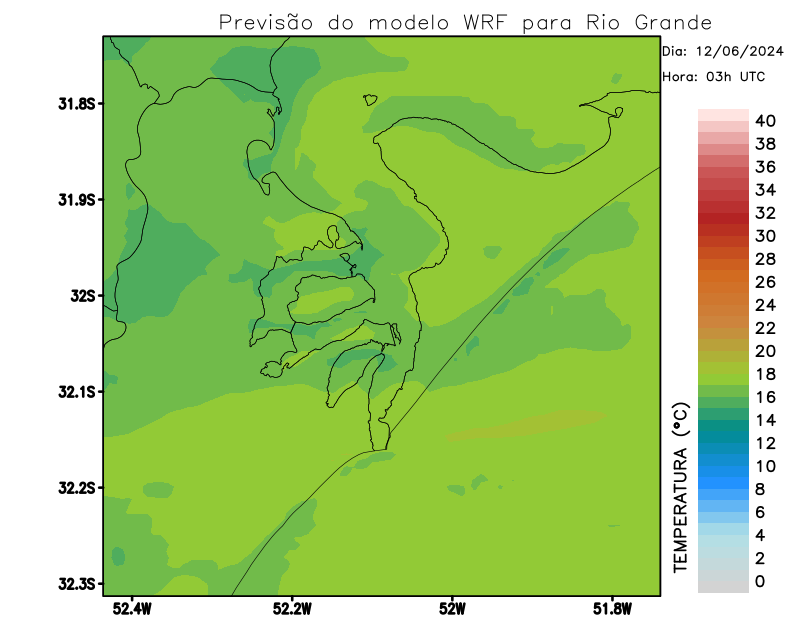 Previsão do modelo WRF para Rio Grande
Dia: 12/06/2024
Hora: 03h UTC
31.8S
31.9S
32S
32.1S
32.2S
32.3S
52.4W
52.2W
52W
51.8W
TEMPERATURA (°C)
40
38
36
34
32
30
28
26
24
22
20
18
16
14
12
10
8
6
4
2
0